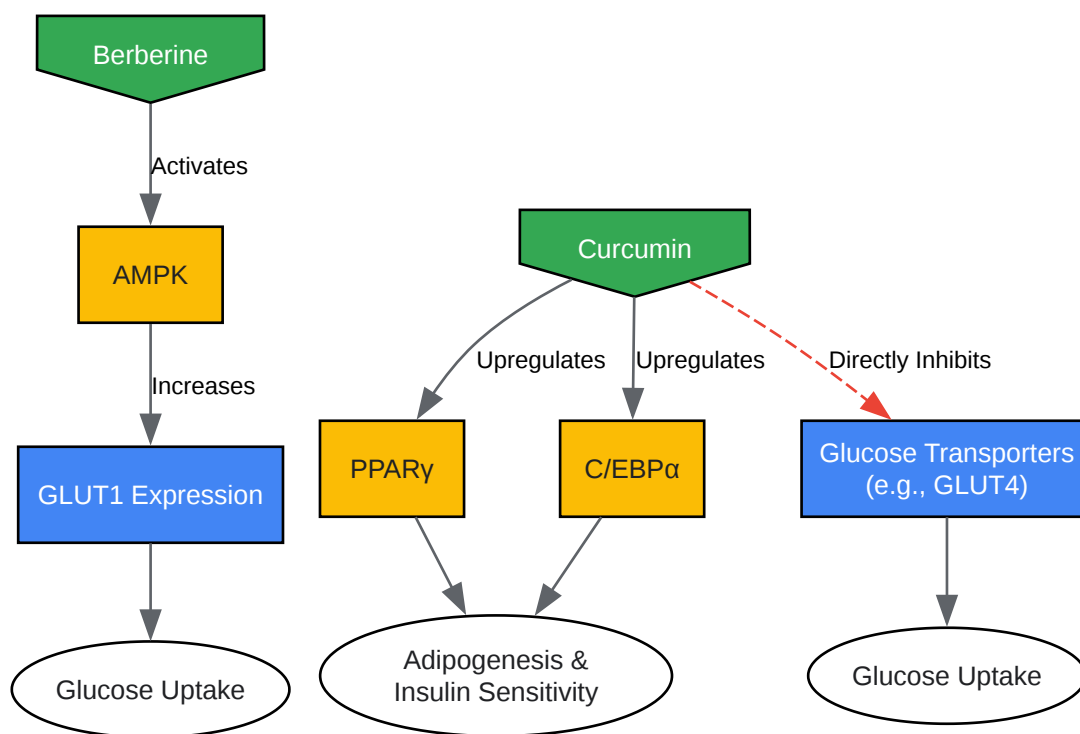 Berberine
Activates
AMPK
Increases
GLUT1 Expression
Glucose Uptake
Curcumin
Upregulates
Upregulates
Directly Inhibits
PPARγ
C/EBPα
Glucose Transporters
(e.g., GLUT4)
Adipogenesis &
Insulin Sensitivity
Glucose Uptake